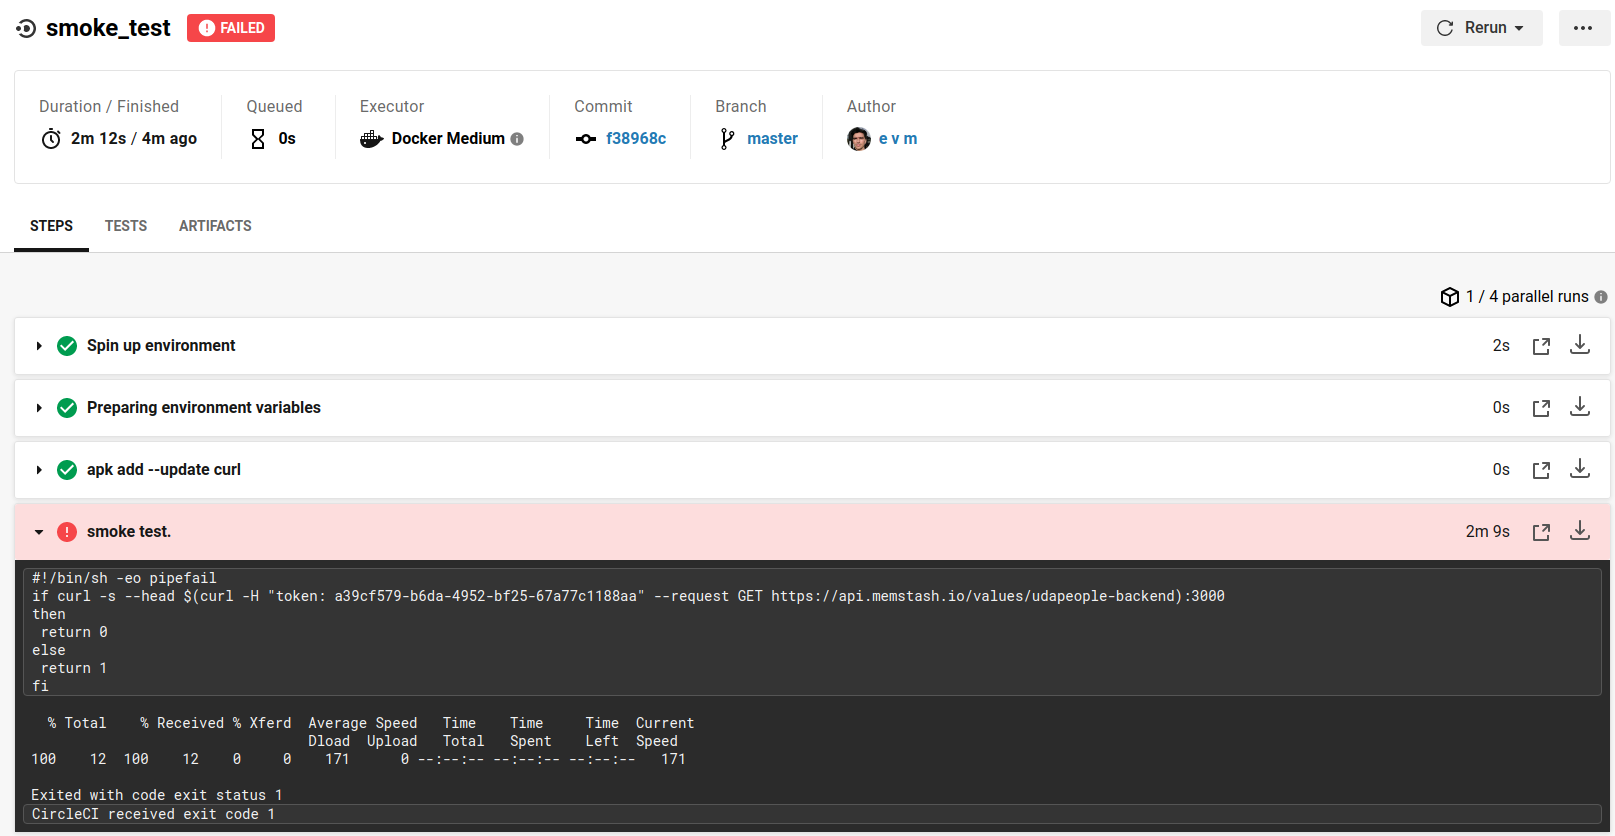 smoke_test
FAILED
Rerun
Duration / Finished
Queued
Executor
Commit
Branch
Author
2m 12s / 4m ago
0s
Docker Medium
f38968c
master
e v m
STEPS
TESTS
ARTIFACTS
1 / 4 parallel runs
Spin up environment
2s
Preparing environment variables
0s
apk add --update curl
0s
smoke test.
2m 9s
#!/bin/sh -eo pipefail
if curl -s --head $(curl -H "token: a39cf579-b6da-4952-bf25-67a77c1188aa" --request GET https://api.memstash.io/values/udapeople-backend):3000
then
 return 0
else
 return 1
fi
  % Total    % Received % Xferd  Average Speed   Time    Time     Time  Current
                                 Dload  Upload   Total   Spent    Left  Speed
100    12  100    12    0     0    171      0 --:--:-- --:--:-- --:--:--   171
Exited with code exit status 1
CircleCI received exit code 1